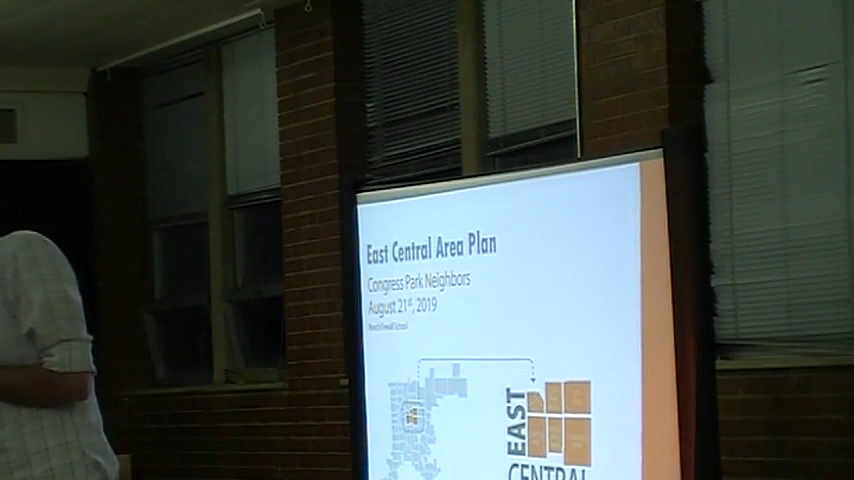 East Central Area Plan
Congress Park Neighbors
August 21st, 2019
EAST
CENTRAL